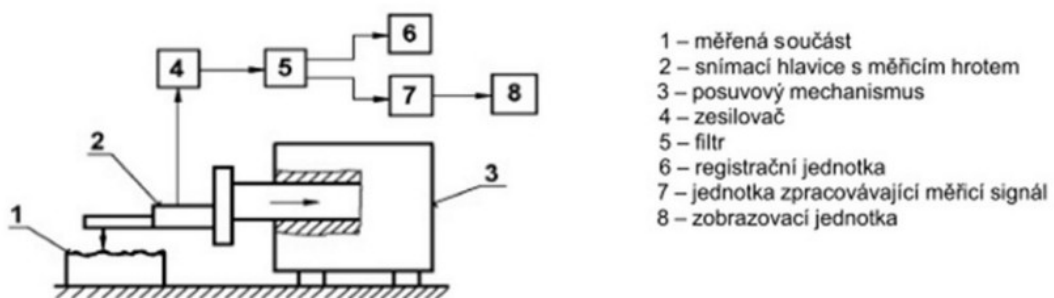 6
4
5
7
8
2
3
1
1 – měřená součást
2 – snímací hlavice s měřicím hrotem
3 – posuvový mechanismus
4 – zesilovač
5 – filtr
6 – registrační jednotka
7 – jednotka zpracovávající měřicí signál
8 – zobrazovací jednotka